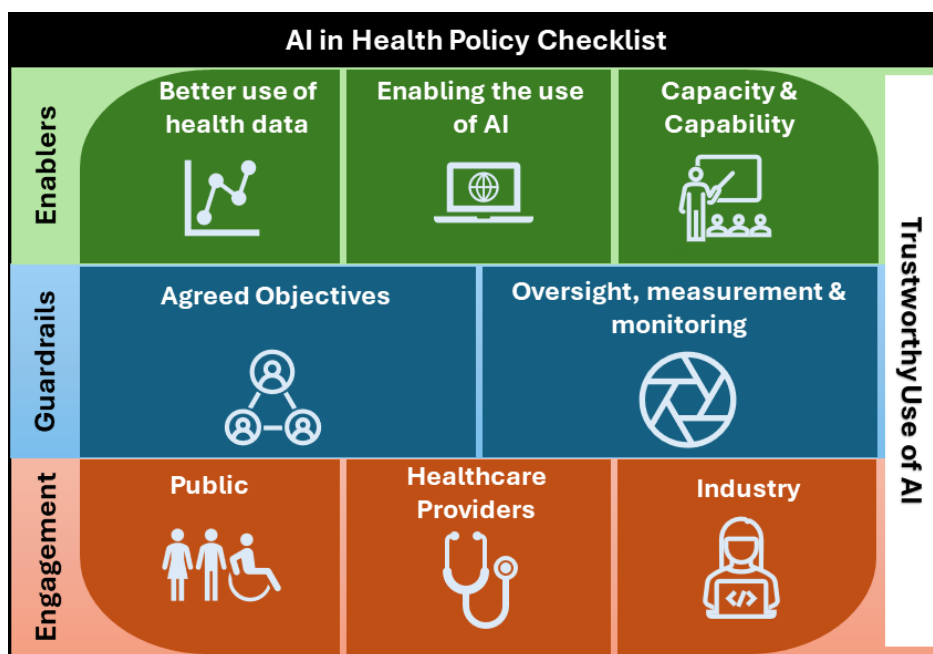 AI in Health Policy Checklist
Enablers
Better use of
health data
Enabling the use
of AI
Capacity &
Capability
Guardrails
Agreed Objectives
Oversight, measurement &
monitoring
Engagement
Public
Healthcare
Providers
Industry
</>
Trustworthy Use of AI